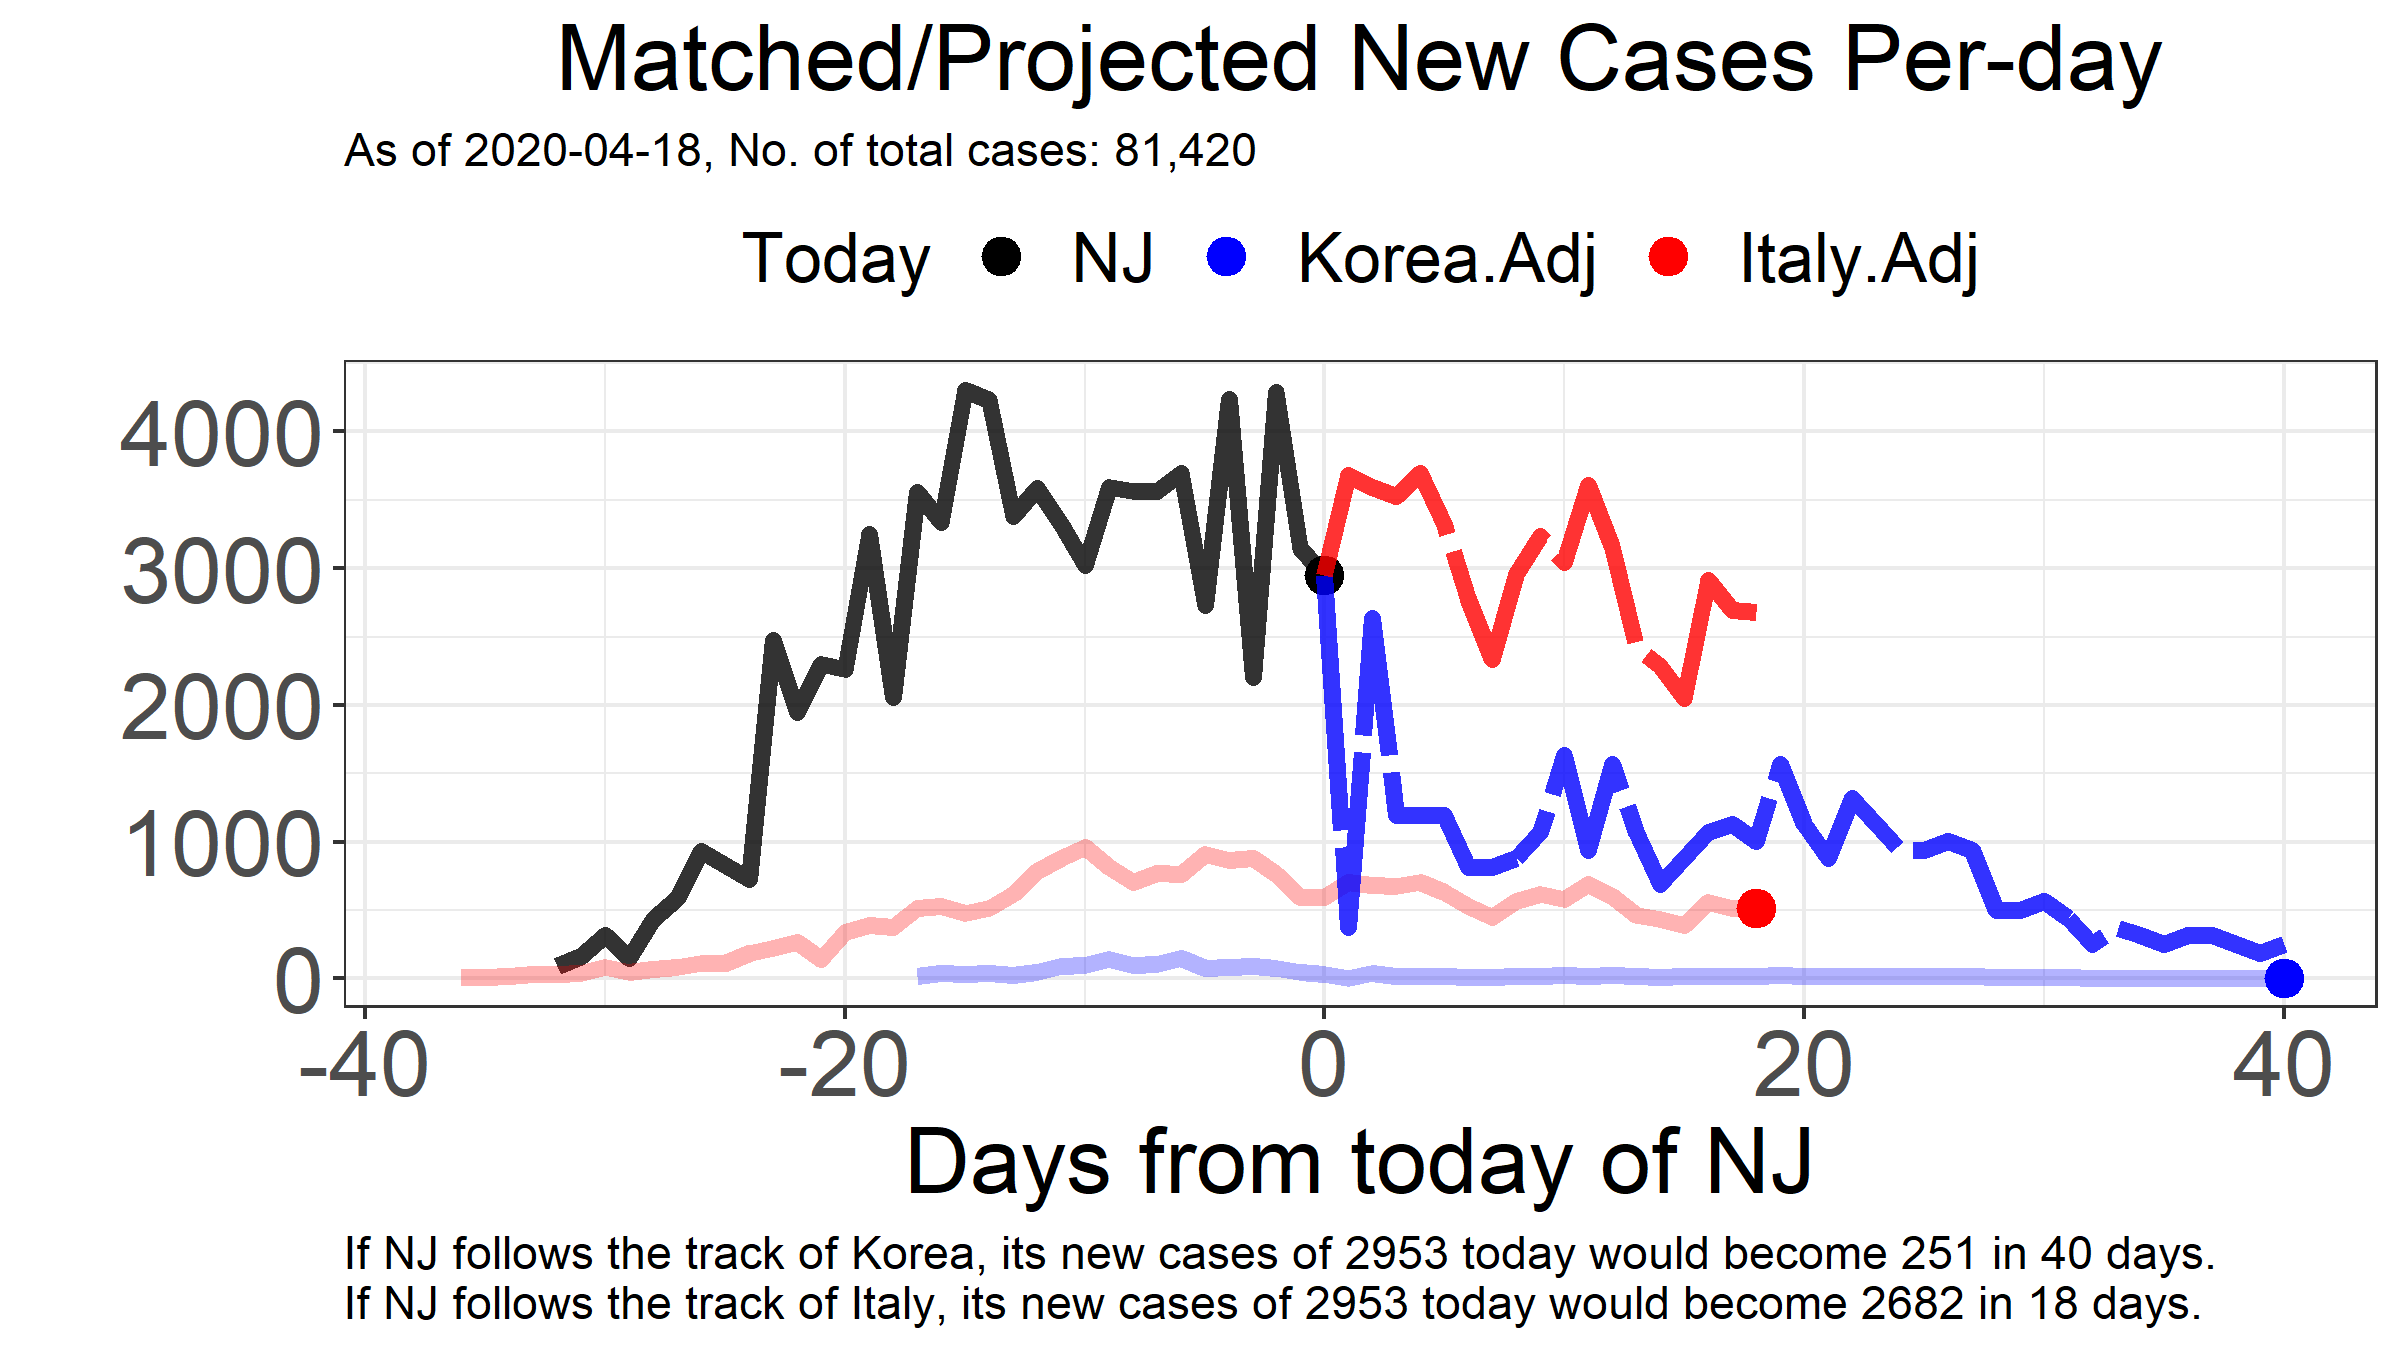 Matched/Projected New Cases Per-day
As of 2020-04-18, No. of total cases: 81,420
Today NJ Korea.Adj Italy.Adj
4000
3000
2000
1000
0
-40 -20 0 20 40
Days from today of NJ
If NJ follows the track of Korea, its new cases of 2953 today would become 251 in 40 days.
If NJ follows the track of Italy, its new cases of 2953 today would become 2682 in 18 days.